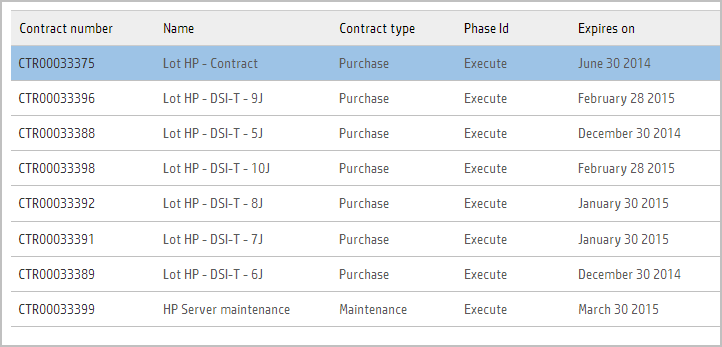 Contract number Name Contract type Phase Id Expires on
CTR00033375 Lot HP - Contract Purchase Execute June 30 2014
CTR00033396 Lot HP - DSI-T - 9J Purchase Execute February 28 2015
CTR00033388 Lot HP - DSI-T - 5J Purchase Execute December 30 2014
CTR00033398 Lot HP - DSI-T - 10J Purchase Execute February 28 2015
CTR00033392 Lot HP - DSI-T - 8J Purchase Execute January 30 2015
CTR00033391 Lot HP - DSI-T - 7J Purchase Execute January 30 2015
CTR00033389 Lot HP - DSI-T - 6J Purchase Execute December 30 2014
CTR00033399 HP Server maintenance Maintenance Execute March 30 2015